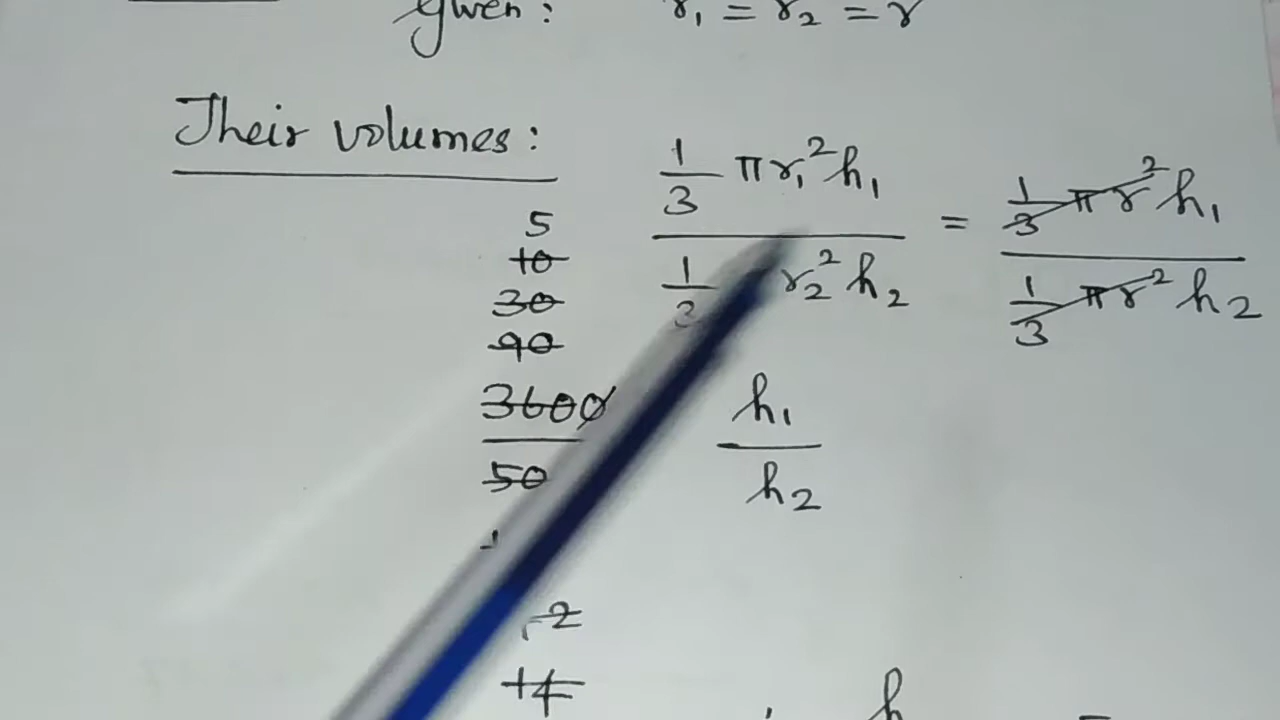 Given: r₁ = r₂ = r
Their volumes:
1/3 πr₁²h₁ / 1/3 r₂²h₂ = 1/3 πr²h₁ / 1/3 πr²h₂
5
10
30
90
3600
50
h₁/h₂
2
14
h